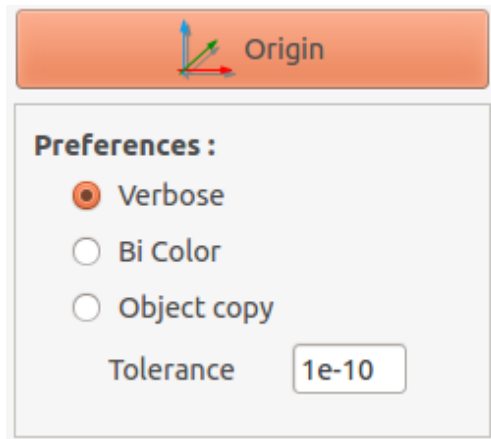 Origin
Preferences :
Verbose
Bi Color
Object copy
Tolerance 1e-10